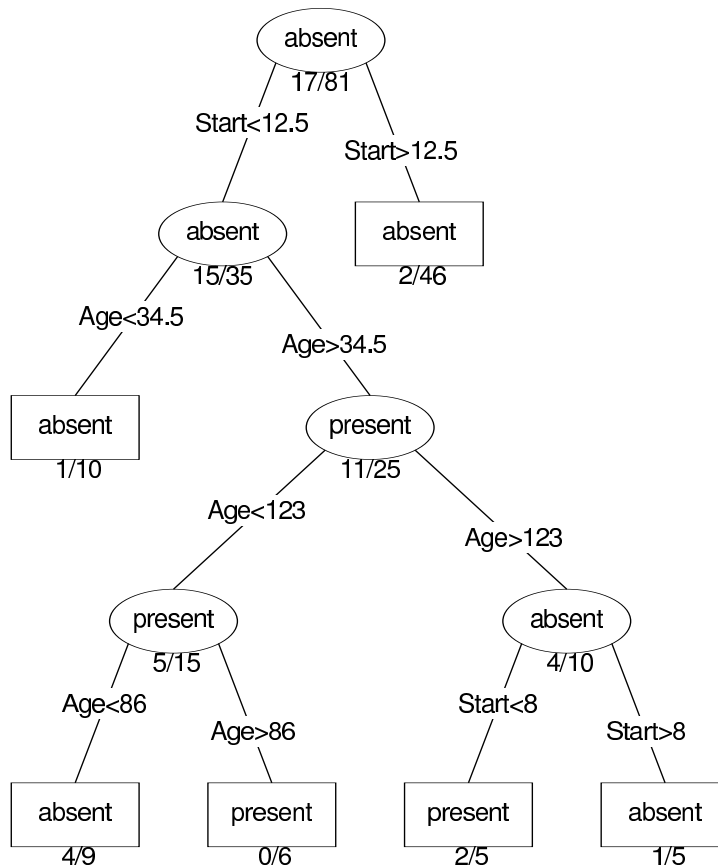 absent
17/81
Start<12.5
Start>12.5
absent
15/35
absent
2/46
Age<34.5
Age>34.5
absent
1/10
present
11/25
Age<123
Age>123
present
5/15
absent
4/10
Age<86
Age>86
Start<8
Start>8
absent
4/9
present
0/6
present
2/5
absent
1/5